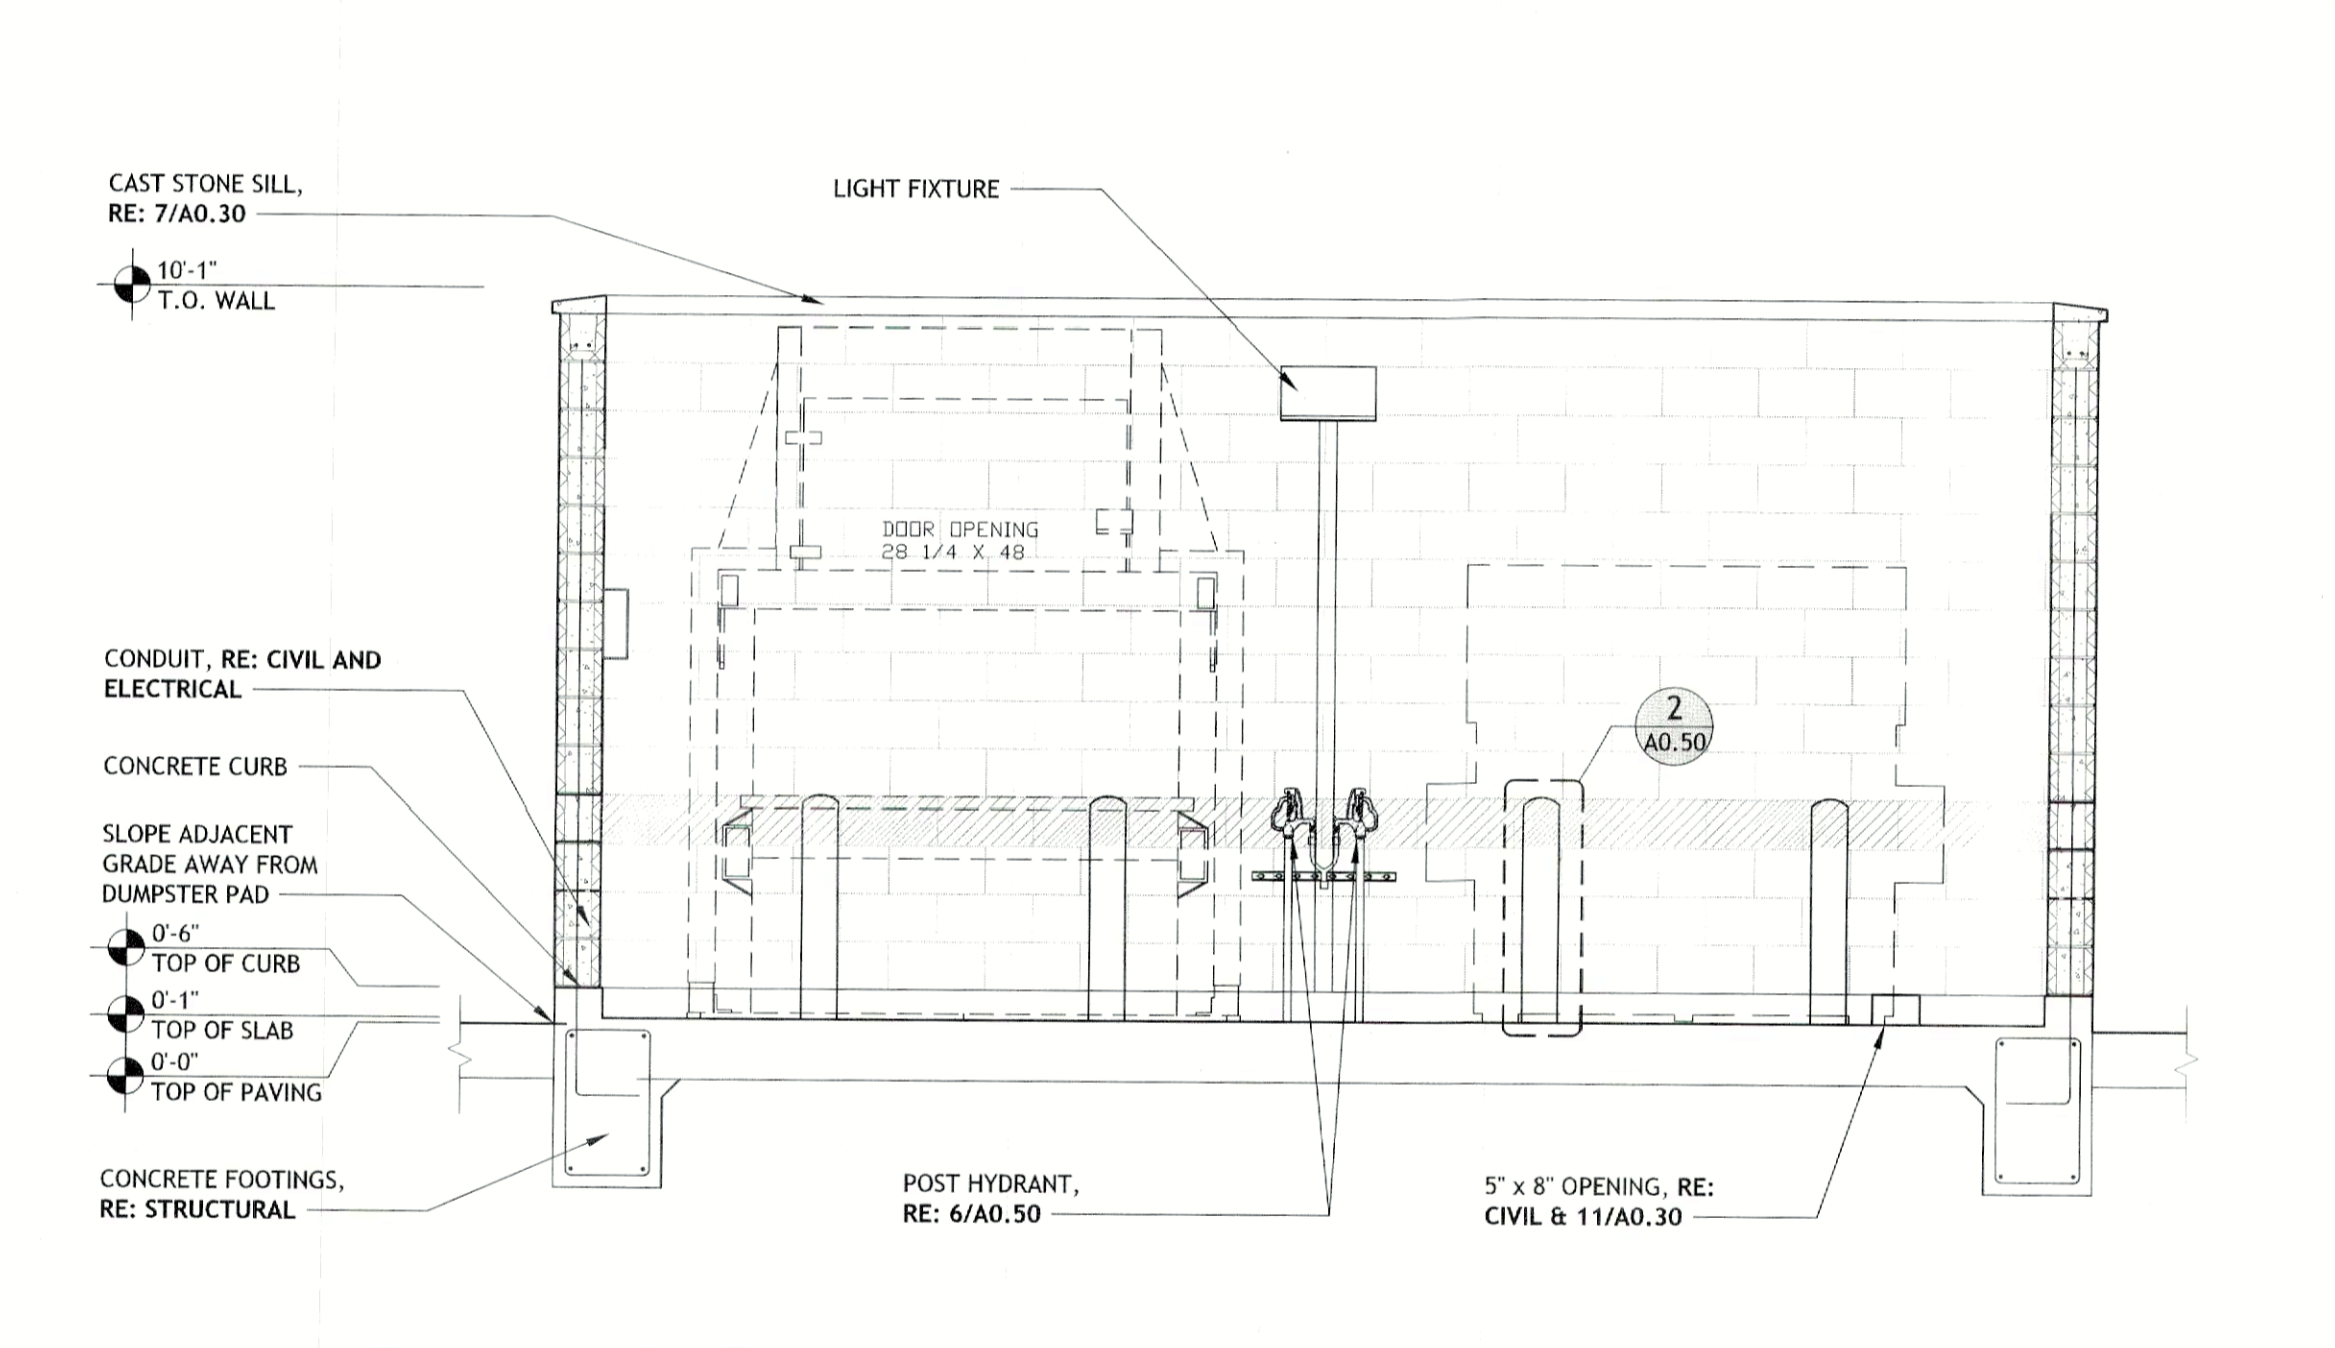 CAST STONE SILL,
RE: 7/A0.30
LIGHT FIXTURE
10'-1"
T.O. WALL
DOOR OPENING
28 1/4 X 48
CONDUIT, RE: CIVIL AND
ELECTRICAL
2
A0.50
CONCRETE CURB
SLOPE ADJACENT
GRADE AWAY FROM
DUMPSTER PAD
0'-6"
TOP OF CURB
0'-1"
TOP OF SLAB
0'-0"
TOP OF PAVING
CONCRETE FOOTINGS,
RE: STRUCTURAL
POST HYDRANT,
RE: 6/A0.50
5" x 8" OPENING, RE:
CIVIL & 11/A0.30